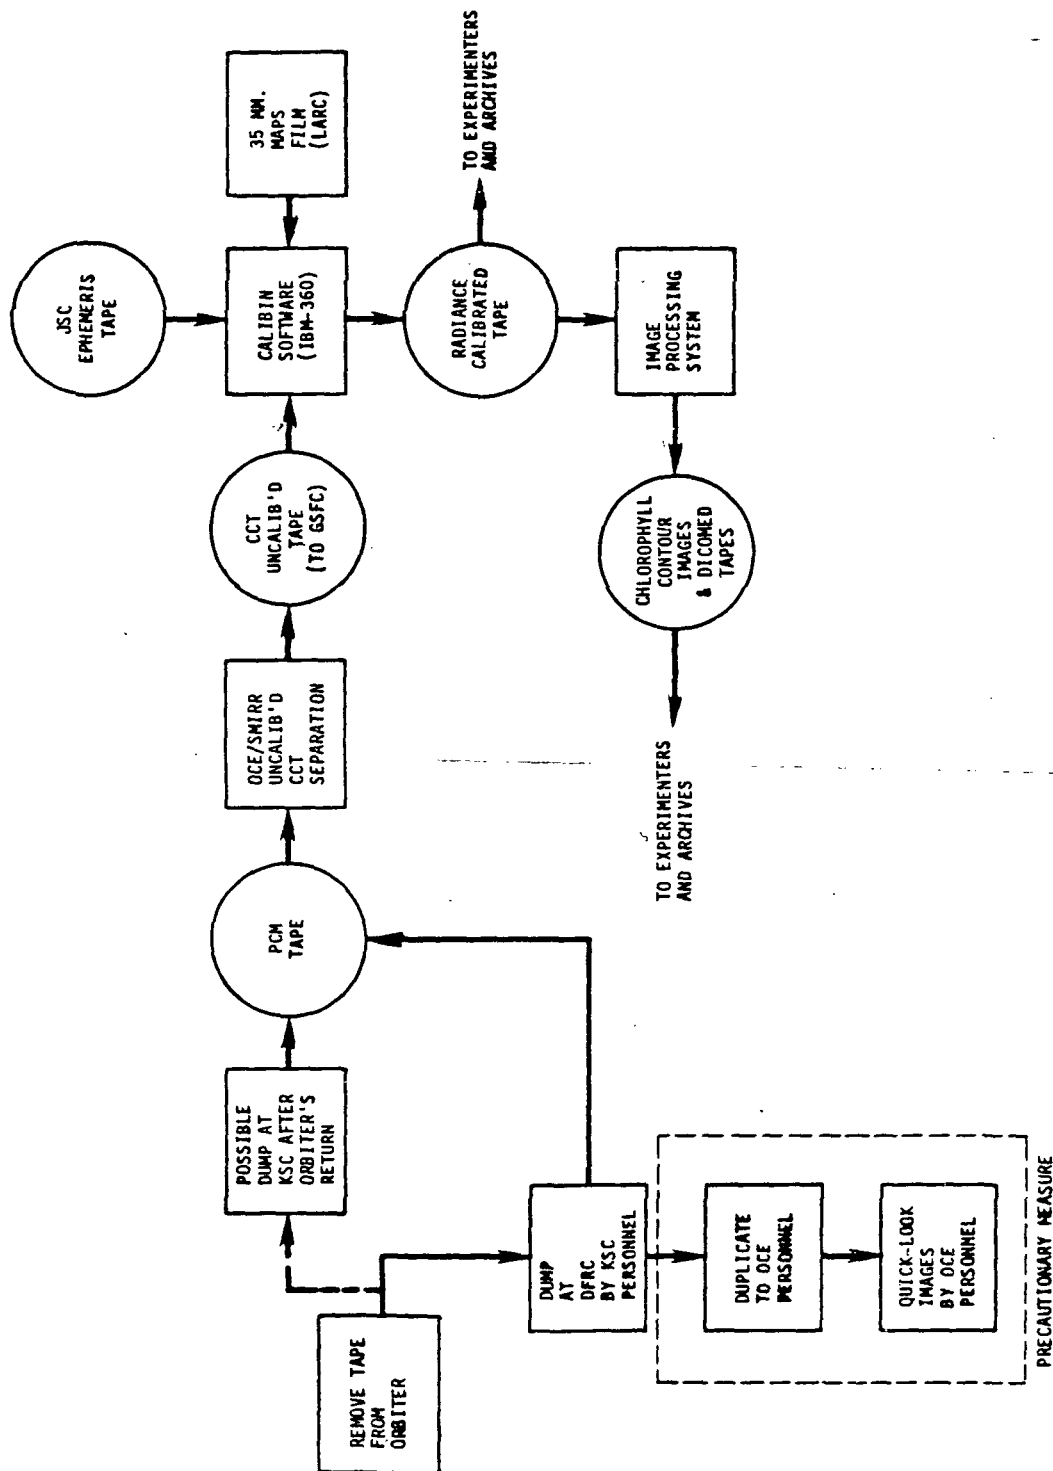 REMOVE TAPE
FROM
ORBITER
POSSIBLE
DUMP AT
KSC AFTER
ORBITER'S
RETURN
DUMP
AT
DFRC
BY KSC
PERSONNEL
DUPLICATE
TO OCE
PERSONNEL
QUICK-LOOK
IMAGES
BY OCE
PERSONNEL
PRECAUTIONARY MEASURE
PCM
TAPE
OCE/SMIRR
UNCALIB'D
CCT
SEPARATION
CCT
UNCALIB'D
TAPE
(TO GSFC)
JSC
EPHEMERIS
TAPE
CALIBIN
SOFTWARE
(IBM-360)
35 MM.
MAPS
FILM
(LARC)
RADIANCE
CALIBRATED
TAPE
TO EXPERIMENTERS
AND ARCHIVES
IMAGE
PROCESSING
SYSTEM
CHLOROPHYLL
CONTOUR
IMAGES
& DICOMED
TAPES
TO EXPERIMENTERS
AND ARCHIVES